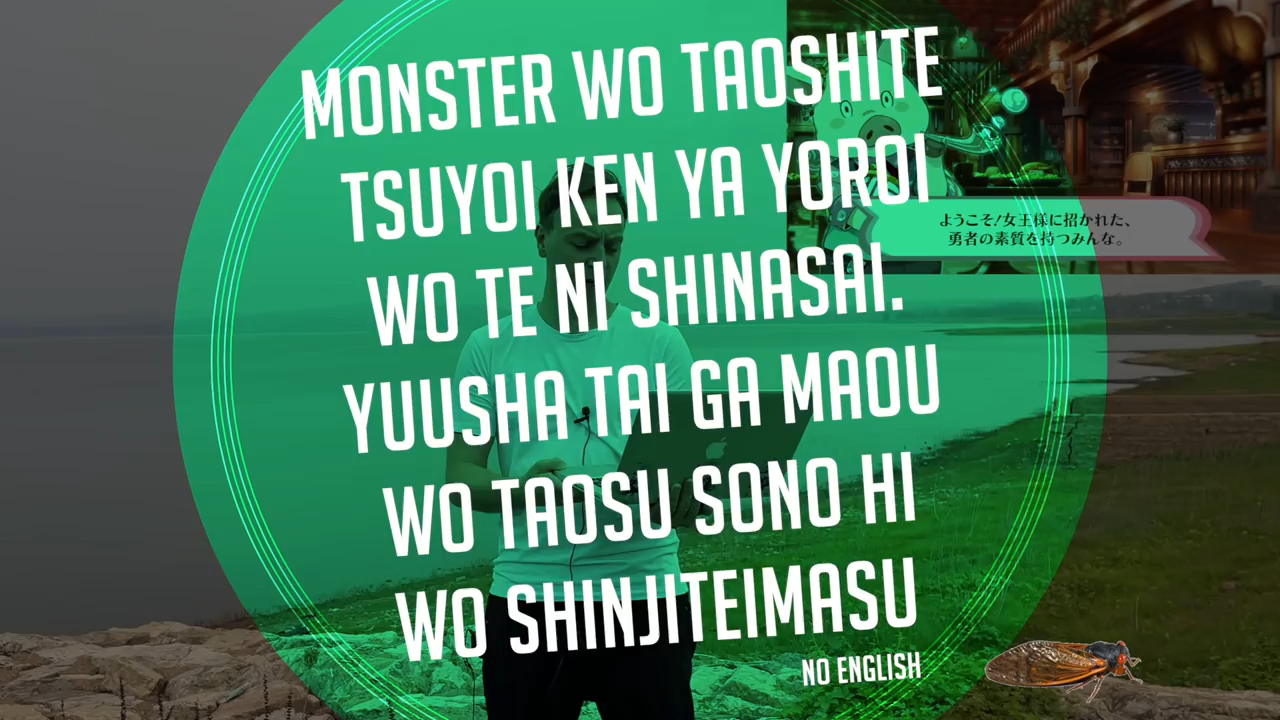 MONSTER WO TAOSHITE
TSUYOI KEN YA YOROI
WO TE NI SHINASAI.
YUUSHA TAI GA MAOU
WO TAOSU SONO HI
WO SHINJITEIMASU
NO ENGLISH
ようこそ!女王様に招かれた、
勇者の素質を持つみんな。